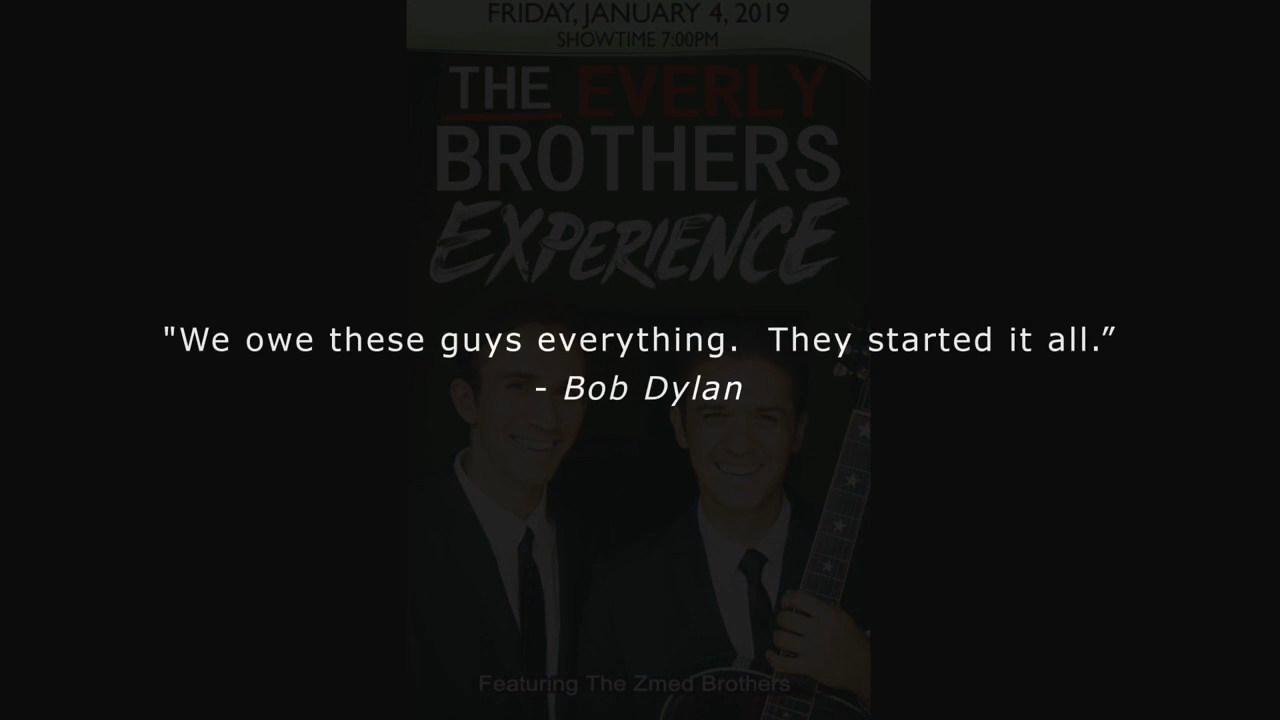 FRIDAY, JANUARY 4, 2019
SHOWTIME 7:00PM
THE EVERLY
BROTHERS
EXPERIENCE
"We owe these guys everything.  They started it all.”
- Bob Dylan
Featuring The Zmed Brothers